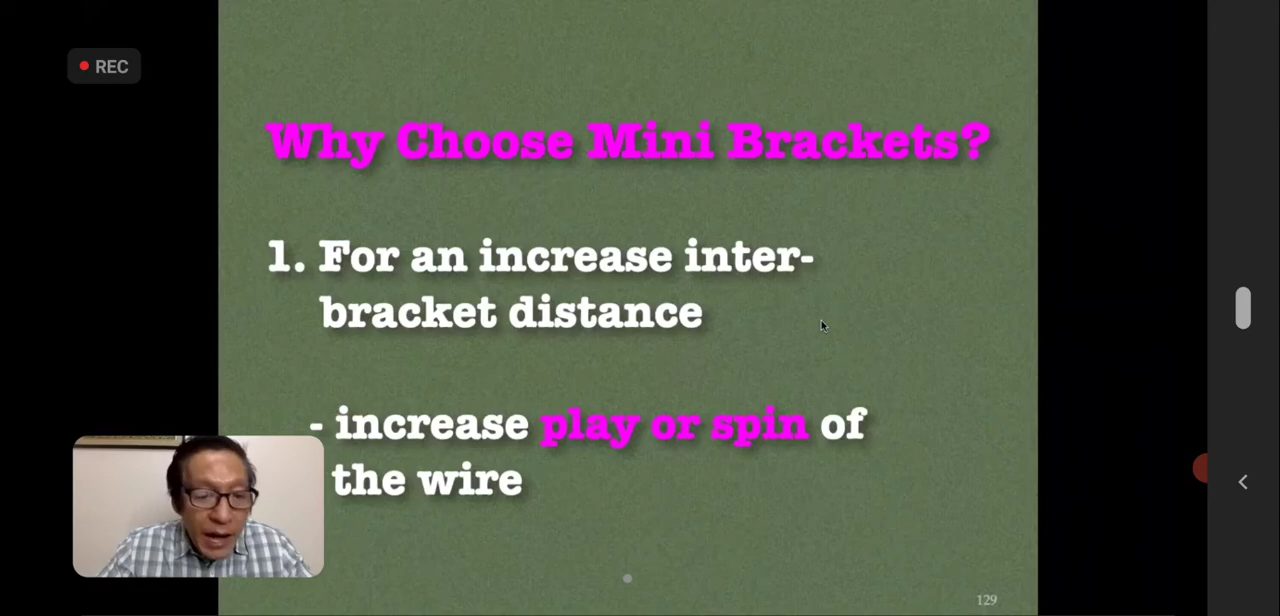 REC
Why Choose Mini Brackets?
1. For an increase inter-
bracket distance
- increase play or spin of
the wire
129